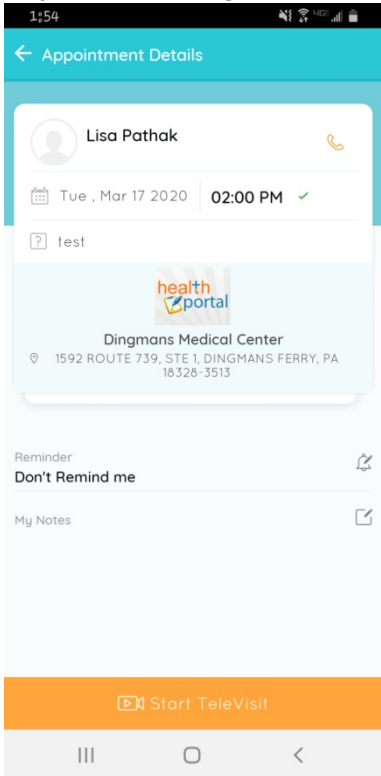 1:54
4GE
Appointment Details
Lisa Pathak
Tue , Mar 17 2020 02:00 PM
? test
health
portal
Dingmans Medical Center
1592 ROUTE 739, STE 1, DINGMANS FERRY, PA
18328-3513
Reminder
Don't Remind me
My Notes
Start TeleVisit